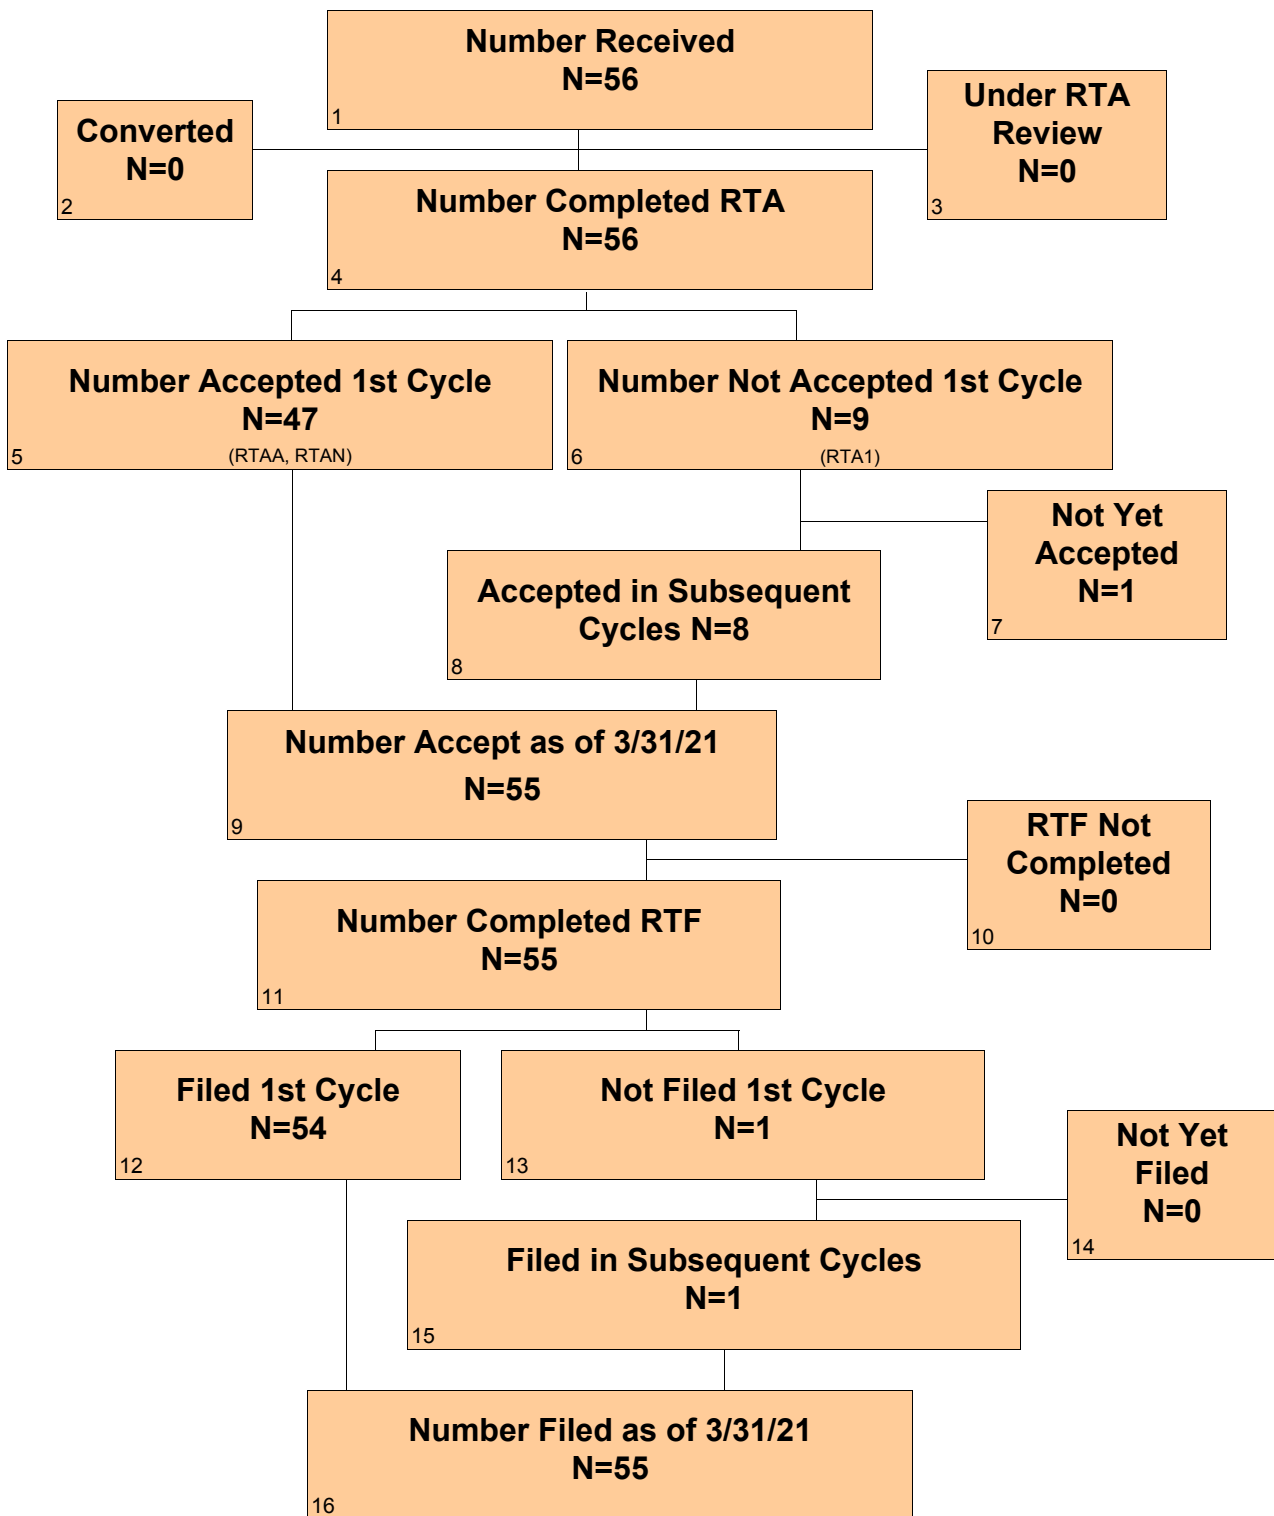 Number Received
N=56
1
Converted
N=0
2
Under RTA
Review
N=0
3
Number Completed RTA
N=56
4
Number Accepted 1st Cycle
N=47
(RTAA, RTAN)
5
Number Not Accepted 1st Cycle
N=9
(RTA1)
6
Not Yet
Accepted
N=1
7
Accepted in Subsequent
Cycles N=8
8
Number Accept as of 3/31/21
N=55
9
RTF Not
Completed
N=0
10
Number Completed RTF
N=55
11
Filed 1st Cycle
N=54
12
Not Filed 1st Cycle
N=1
13
Not Yet
Filed
N=0
14
Filed in Subsequent Cycles
N=1
15
Number Filed as of 3/31/21
N=55
16